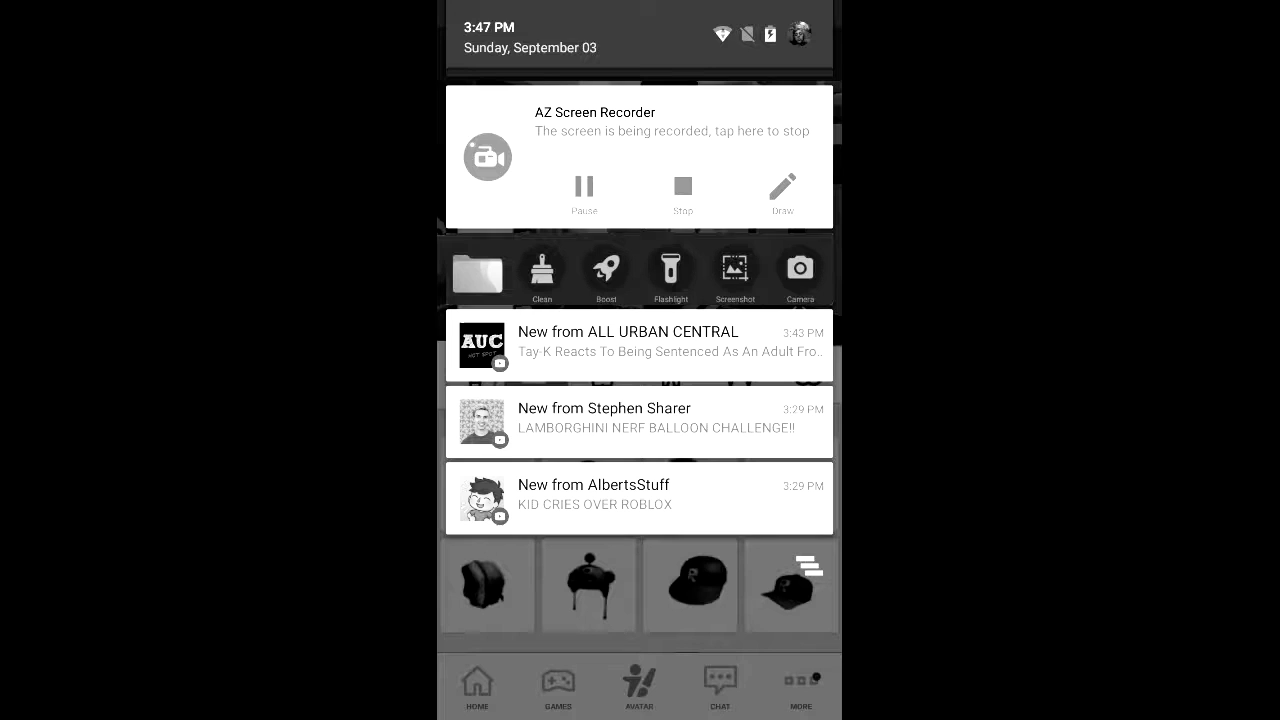 3:47 PM
Sunday, September 03
AZ Screen Recorder
The screen is being recorded, tap here to stop
Pause Stop Draw
Clean Boost Flashlight Screenshot Camera
AUC
HOT SPOT
New from ALL URBAN CENTRAL 3:43 PM
Tay-K Reacts To Being Sentenced As An Adult Fro..
New from Stephen Sharer 3:29 PM
LAMBORGHINI NERF BALLOON CHALLENGE!!
New from AlbertsStuff 3:29 PM
KID CRIES OVER ROBLOX
R R
HOME GAMES AVATAR CHAT MORE